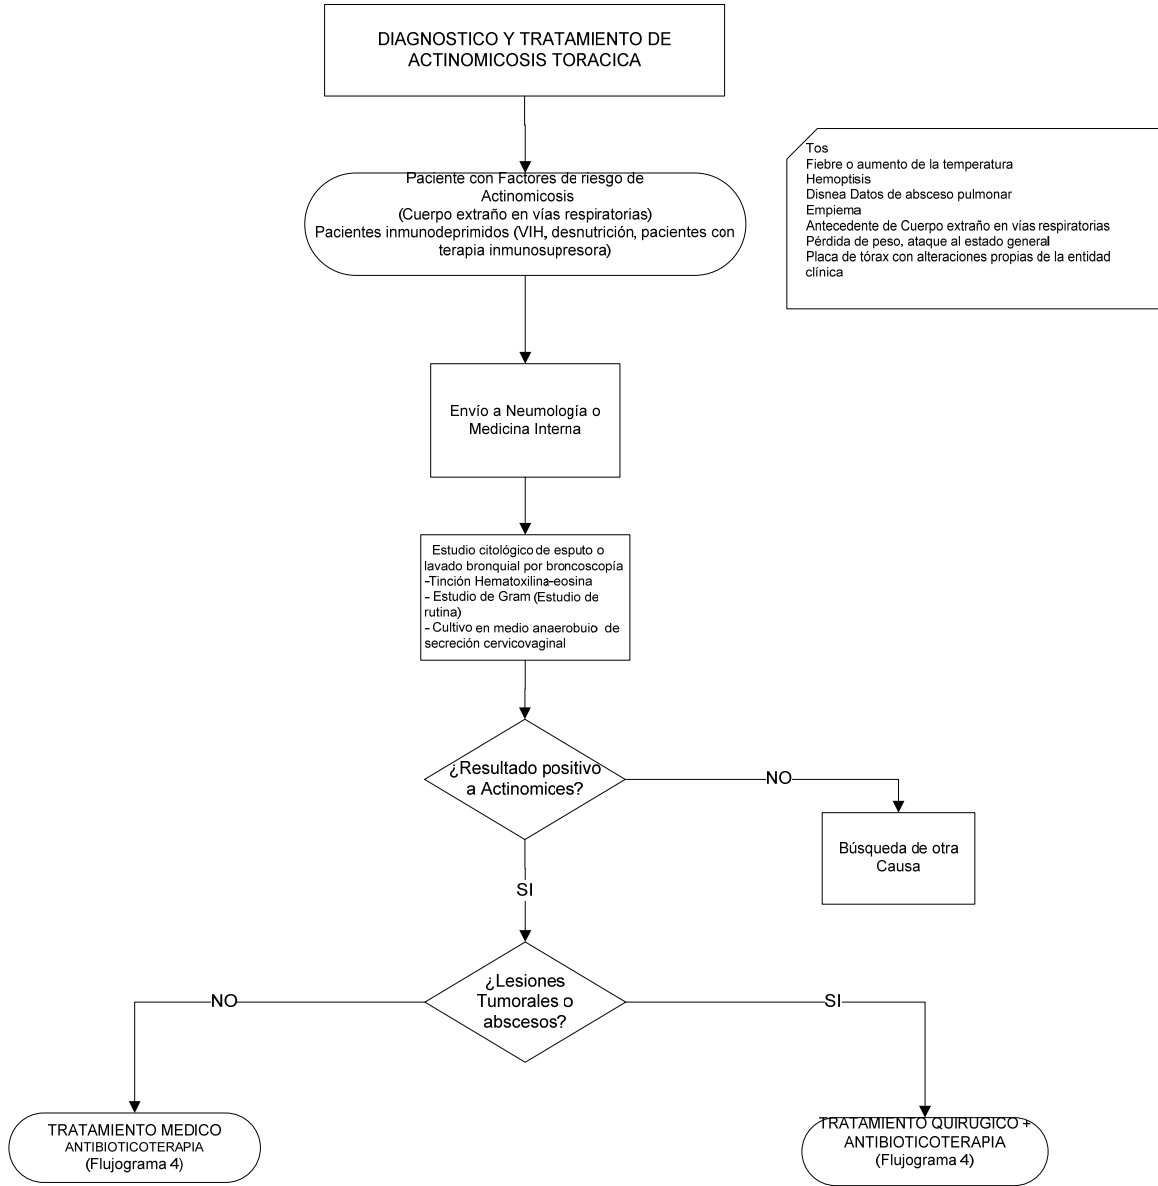 DIAGNOSTICO Y TRATAMIENTO DE
ACTINOMICOSIS TORACICA
Tos
Fiebre o aumento de la temperatura
Hemoptisis
Disnea Datos de absceso pulmonar
Empiema
Antecedente de Cuerpo extraño en vías respiratorias
Pérdida de peso, ataque al estado general
Placa de tórax con alteraciones propias de la entidad
clínica
Paciente con Factores de riesgo de
Actinomicosis
(Cuerpo extraño en vías respiratorias)
Pacientes inmunodeprimidos (VIH, desnutrición, pacientes con
terapia inmunosupresora)
Envío a Neumología o
Medicina Interna
Estudio citológico de esputo o
lavado bronquial por broncoscopía
-Tinción Hematoxilina-eosina
- Estudio de Gram (Estudio de
rutina)
- Cultivo en medio anaerobuio de
secreción cervicovaginal
¿Resultado positivo
a Actinomices?
NO
Búsqueda de otra
Causa
SI
¿Lesiones
Tumorales o
abscesos?
NO
SI
TRATAMIENTO MEDICO
ANTIBIOTICOTERAPIA
(Flujograma 4)
TRATAMIENTO QUIRUGICO +
ANTIBIOTICOTERAPIA
(Flujograma 4)